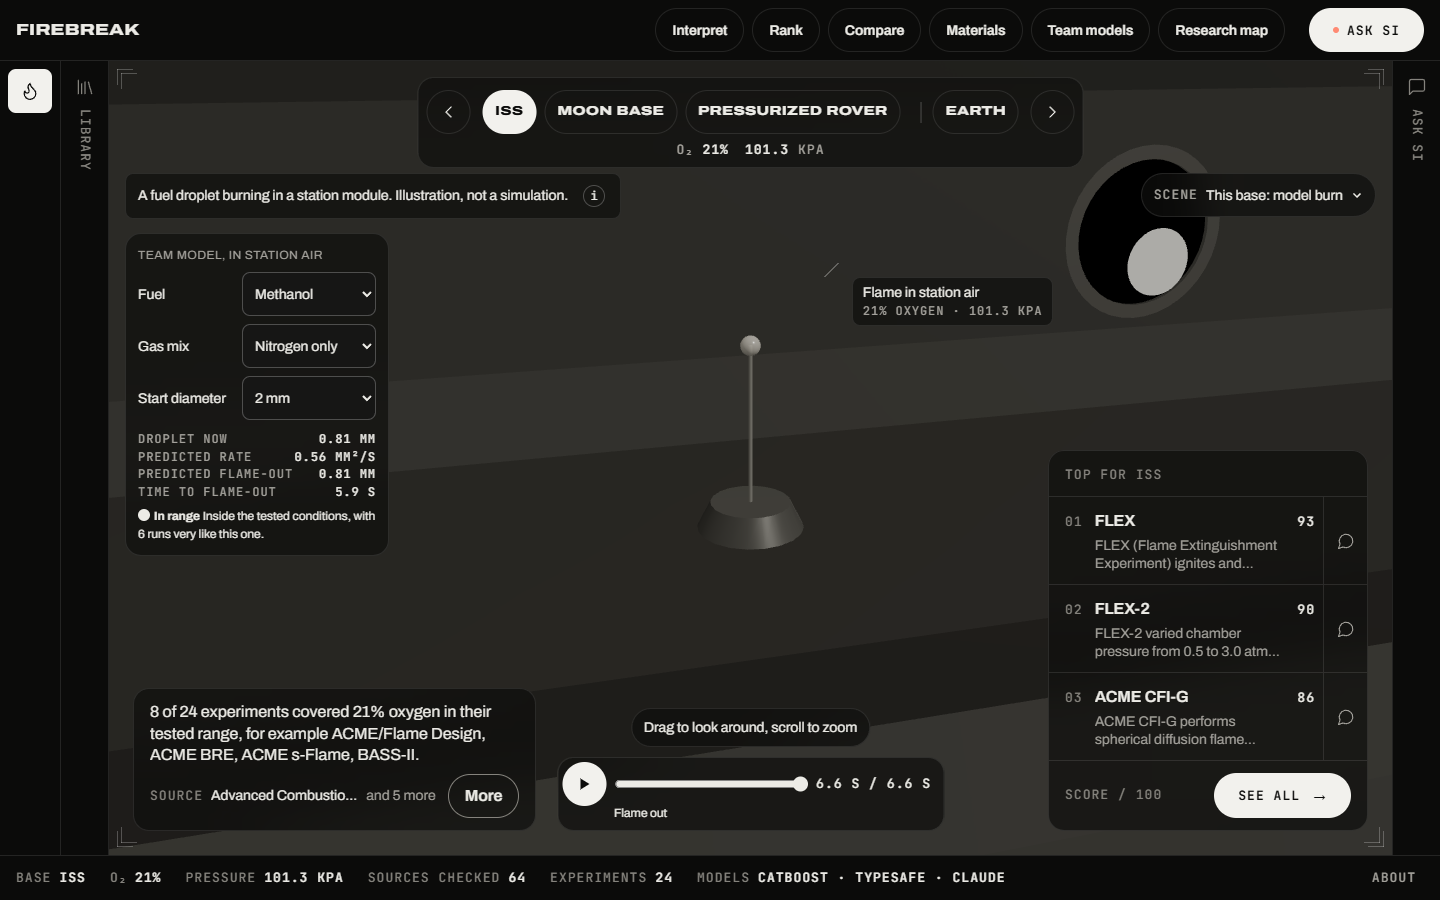 FIREBREAK
Interpret
Rank
Compare
Materials
Team models
Research map
ASK SI
LIBRARY
ISS
MOON BASE
PRESSURIZED ROVER
EARTH
O₂ 21% 101.3 KPA
A fuel droplet burning in a station module. Illustration, not a simulation.
i
SCENE This base: model burn
ASK SI
TEAM MODEL, IN STATION AIR
Fuel Methanol
Gas mix Nitrogen only
Start diameter 2 mm
DROPLET NOW 0.81 MM
PREDICTED RATE 0.56 MM²/S
PREDICTED FLAME-OUT 0.81 MM
TIME TO FLAME-OUT 5.9 S
In range Inside the tested conditions, with
6 runs very like this one.
Flame in station air
21% OXYGEN · 101.3 KPA
TOP FOR ISS
01 FLEX 93
FLEX (Flame Extinguishment
Experiment) ignites and...
02 FLEX-2 90
FLEX-2 varied chamber
pressure from 0.5 to 3.0 atm...
03 ACME CFI-G 86
ACME CFI-G performs
spherical diffusion flame...
SCORE / 100
SEE ALL →
8 of 24 experiments covered 21% oxygen in their
tested range, for example ACME/Flame Design,
ACME BRE, ACME s-Flame, BASS-II.
SOURCE Advanced Combustio... and 5 more
More
Drag to look around, scroll to zoom
6.6 S / 6.6 S
Flame out
BASE ISS O₂ 21% PRESSURE 101.3 KPA SOURCES CHECKED 64 EXPERIMENTS 24 MODELS CATBOOST · TYPESAFE · CLAUDE ABOUT